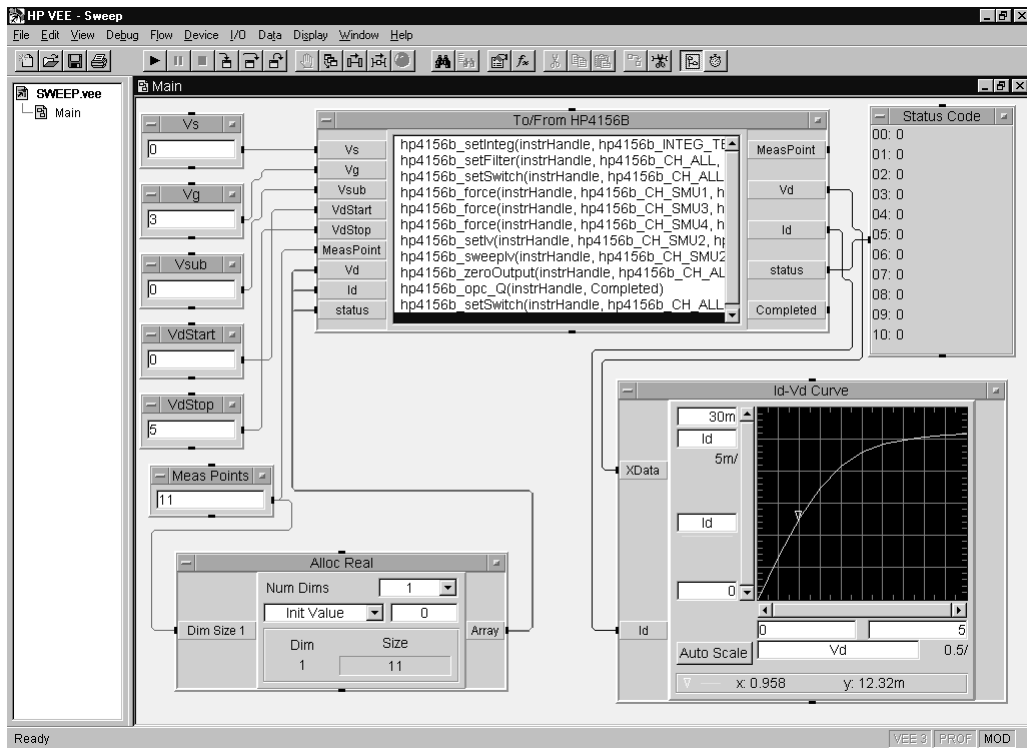 HP VEE - Sweep
File Edit View Debug Flow Device I/O Data Display Window Help
SWEEP.vee
Main
Main
Vs
0
Vg
3
Vsub
0
VdStart
0
VdStop
5
Meas Points
11
To/From HP4156B
Vs
Vg
Vsub
VdStart
VdStop
MeasPoint
Vd
Id
status
hp4156b_setInteg(instrHandle, hp4156b_INTEG_TE
hp4156b_setFilter(instrHandle, hp4156b_CH_ALL,
hp4156b_setSwitch(instrHandle, hp4156b_CH_ALL
hp4156b_force(instrHandle, hp4156b_CH_SMU1, h
hp4156b_force(instrHandle, hp4156b_CH_SMU3, h
hp4156b_force(instrHandle, hp4156b_CH_SMU4, h
hp4156b_setIv(instrHandle, hp4156b_CH_SMU2, hp
hp4156b_sweepIv(instrHandle, hp4156b_CH_SMU2
hp4156b_zeroOutput(instrHandle, hp4156b_CH_AL
hp4156b_opc_Q(instrHandle, Completed)
hp4156b_setSwitch(instrHandle, hp4156b_CH_ALL
MeasPoint
Vd
Id
status
Completed
Status Code
00: 0
01: 0
02: 0
03: 0
04: 0
05: 0
06: 0
07: 0
08: 0
09: 0
10: 0
Alloc Real
Num Dims 1
Init Value 0
Dim Size 1
Dim Size
1 11
Array
Id-Vd Curve
XData
Id
30m
Id
5m/
Id
0
0 5
Auto Scale Vd 0.5/
x: 0.958 y: 12.32m
Ready
VEE 3 PROF MOD